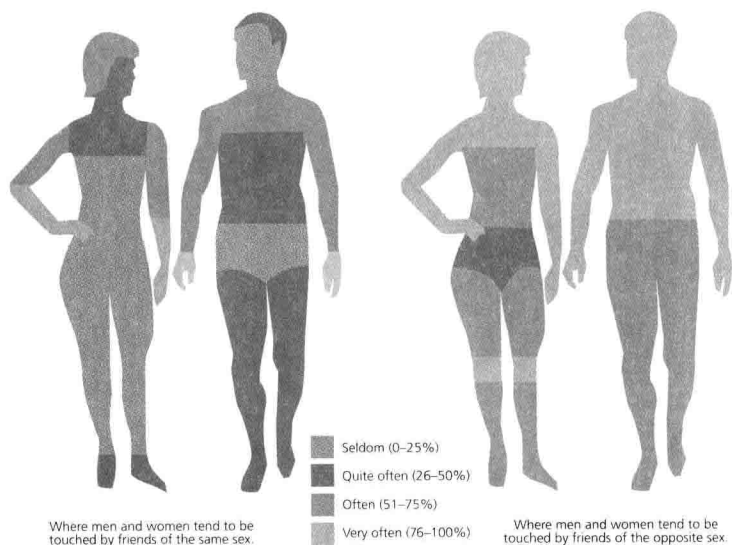 Seldom (0–25%)
Quite often (26–50%)
Often (51–75%)
Very often (76–100%)
Where men and women tend to be
touched by friends of the same sex.
Where men and women tend to be
touched by friends of the opposite sex.